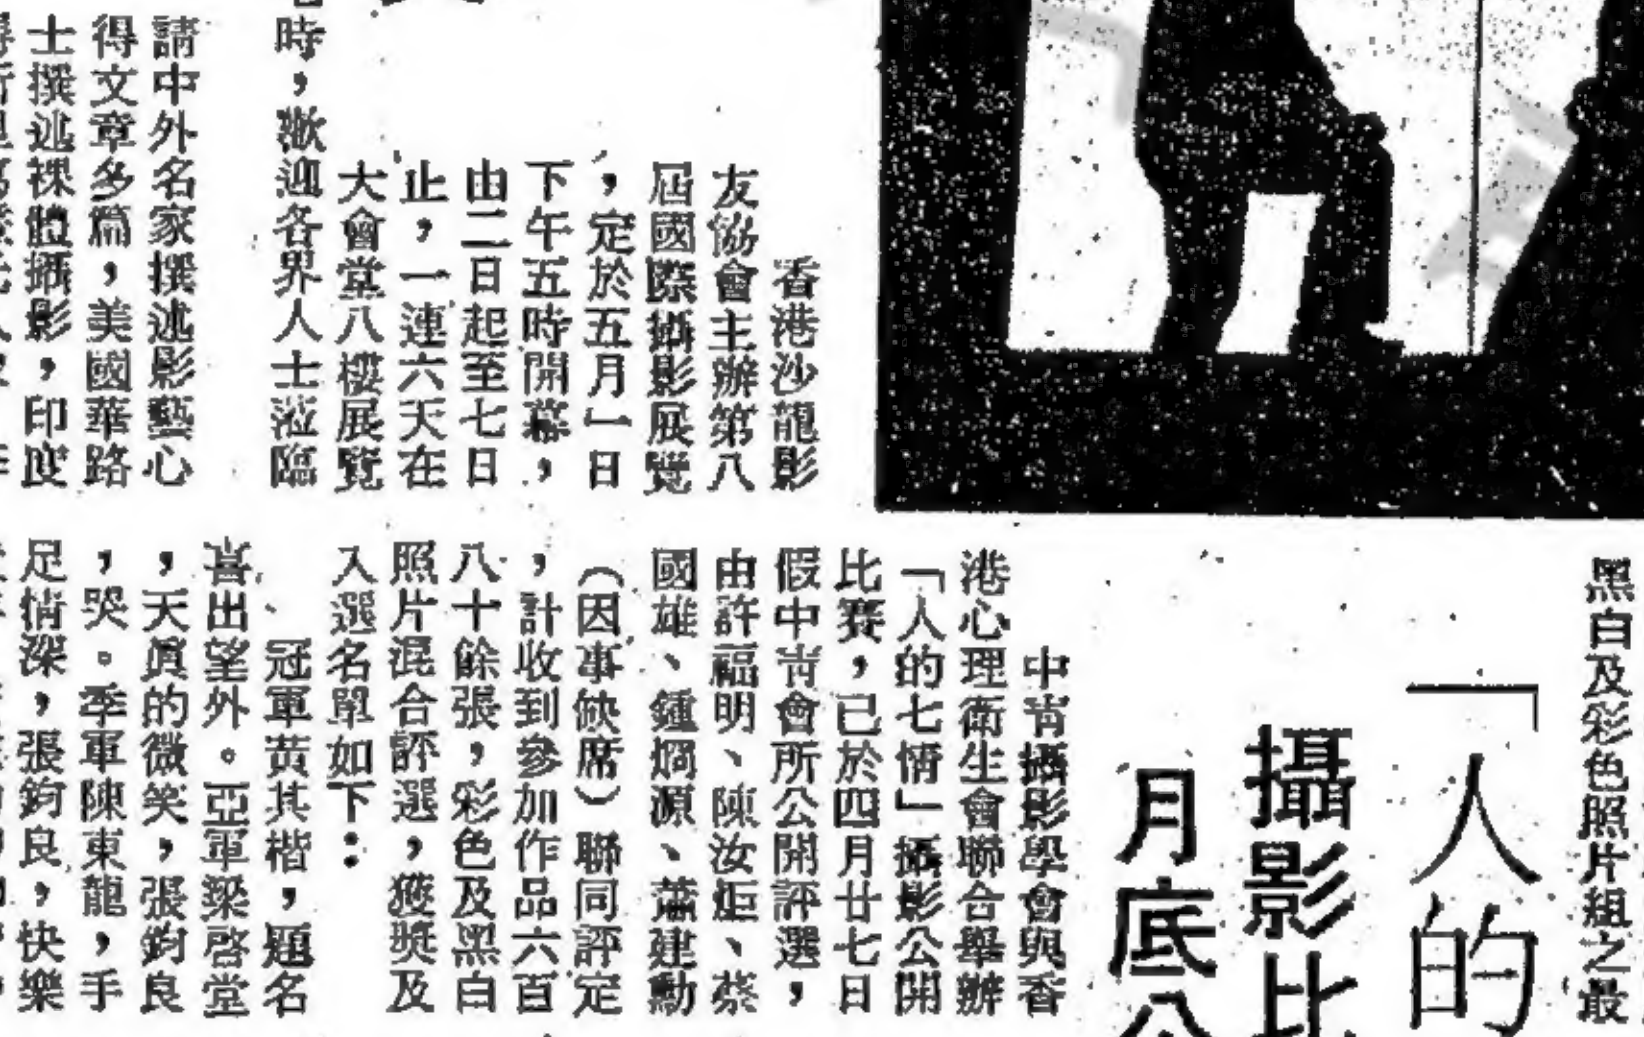 香港沙龍影
友協會主辦第八
屆國際攝影展覽
，定於五月一日
下午五時開幕，
由二日起至七日
止，一連六天在
大會堂八樓展覽
時，歡迎各界人士蒞臨
請中外名家撰述影藝心
得文章多篇，美國華路
士撰述裸體攝影，印度
黑白及彩色照片組之最
「人的
攝影比
月底公
中青攝影學會與香
港心理衛生會聯合舉辦
「人的七情」攝影公開
比賽，已於四月廿七日
假中青會所公開評選，
由許福明、陳汝炬、蔡
國雄、鍾炯源、蕭建勳
（因事缺席）聯同評定
，計收到參加作品六百
八十餘張，彩色及黑白
照片混合評選，獲獎及
入選名單如下：
冠軍黃其楷，題名
喜出望外。亞軍梁啓堂
，天眞的微笑，張鈞良
，哭。季軍陳東龍，手
足情深，張鈞良，快樂